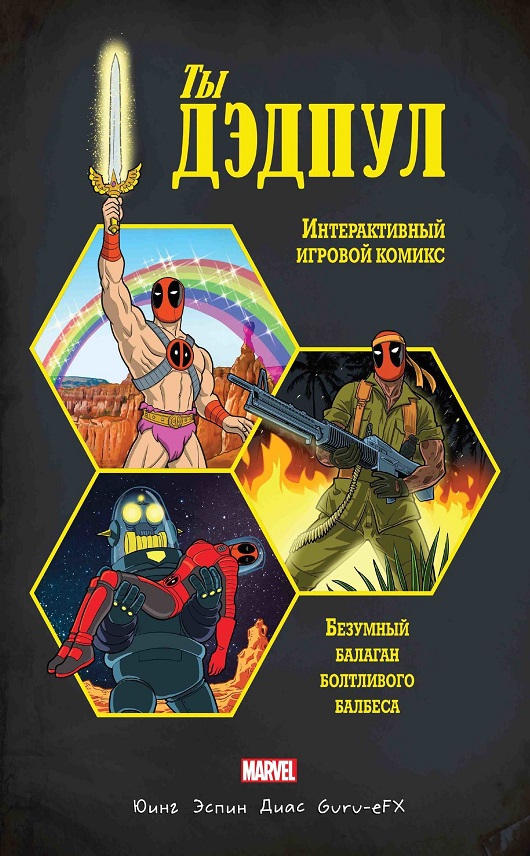 Ты
ДЭДПУЛ
Интерактивный
игровой комикс
Безумный
балаган
болтливого
балбеса
MARVEL
Юинг Эспин Диас Guru-eFX